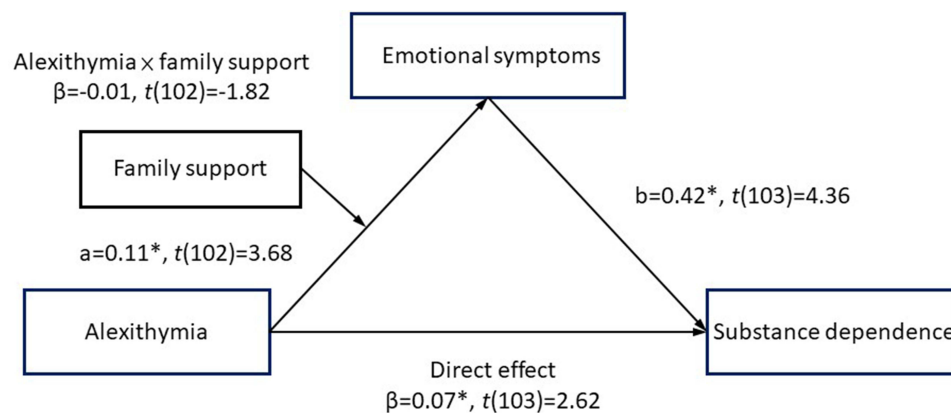 Emotional symptoms
Alexithymia x family support
β=-0.01, t(102)=-1.82
Family support
b=0.42*, t(103)=4.36
a=0.11*, t(102)=3.68
Alexithymia
Substance dependence
Direct effect
β=0.07*, t(103)=2.62